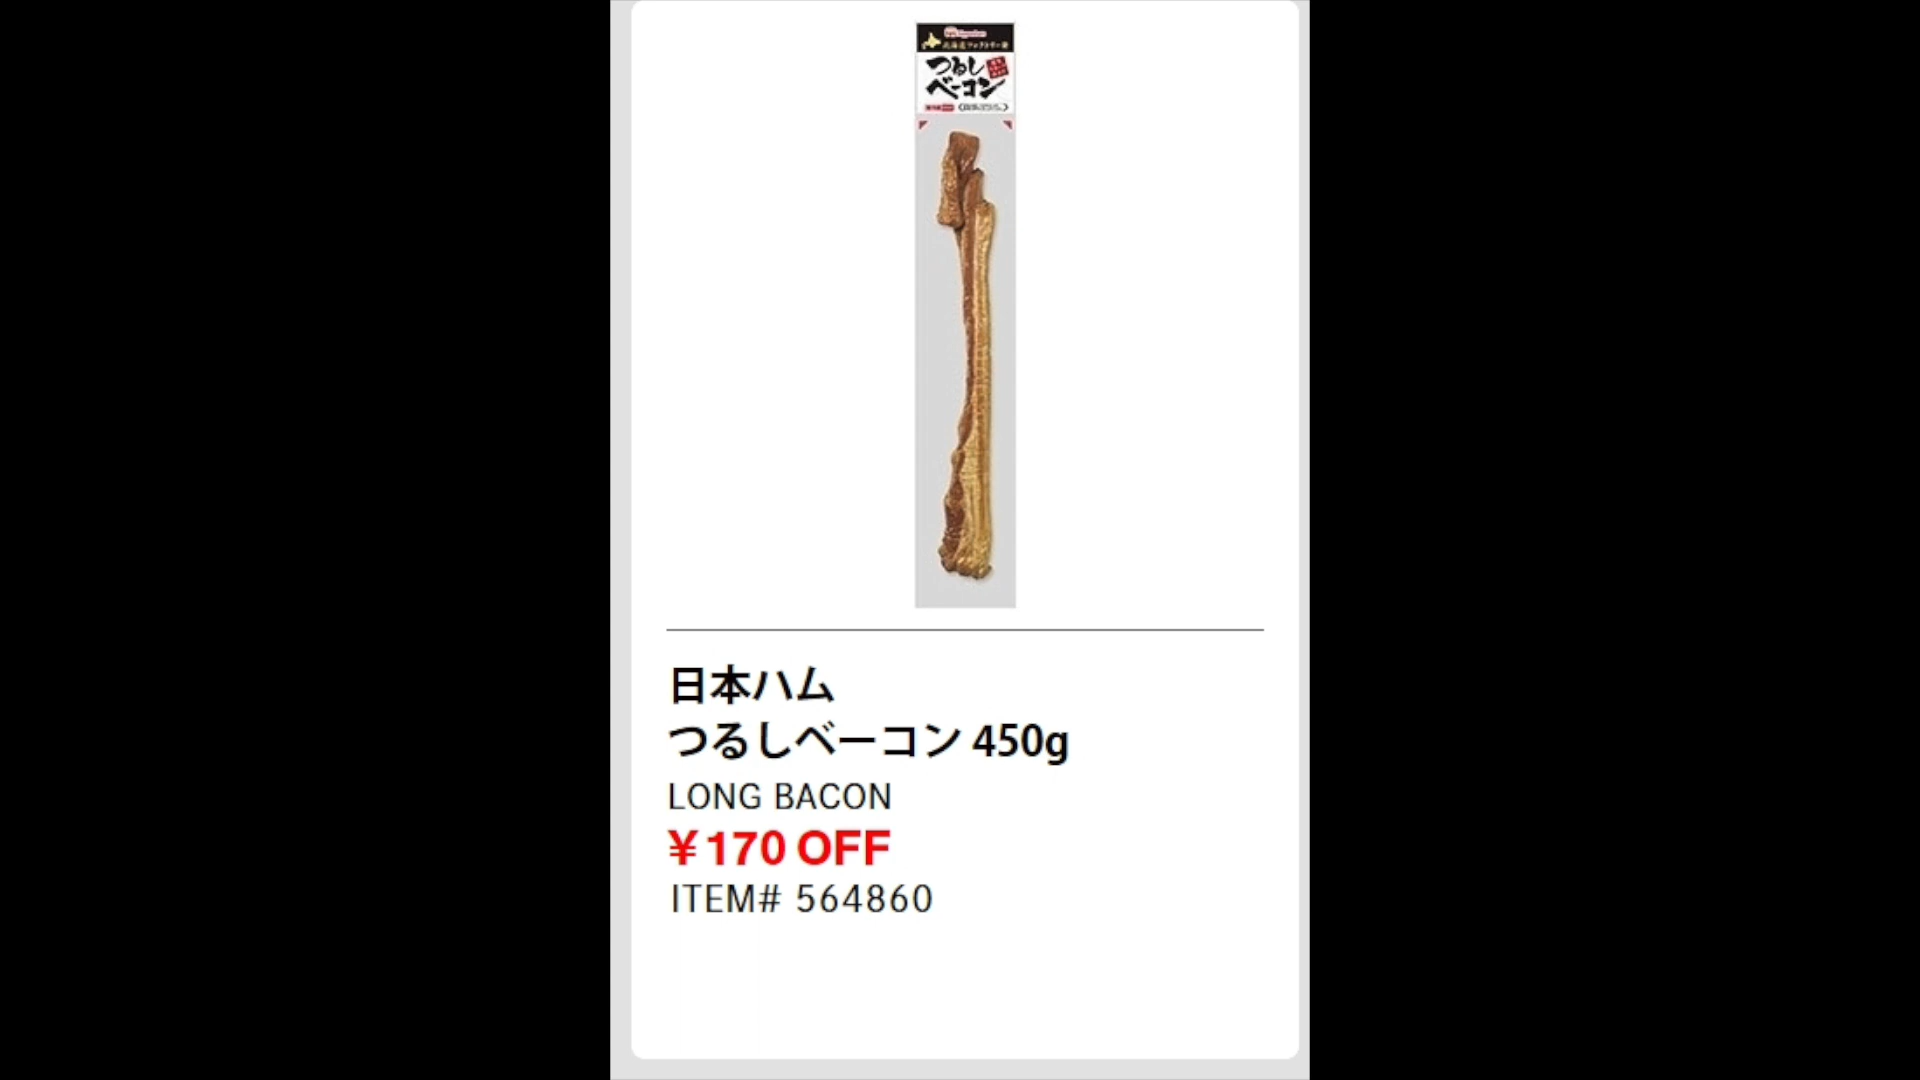 つるし
ベーコン
日本ハム
つるしベーコン 450g
LONG BACON
¥170 OFF
ITEM# 564860